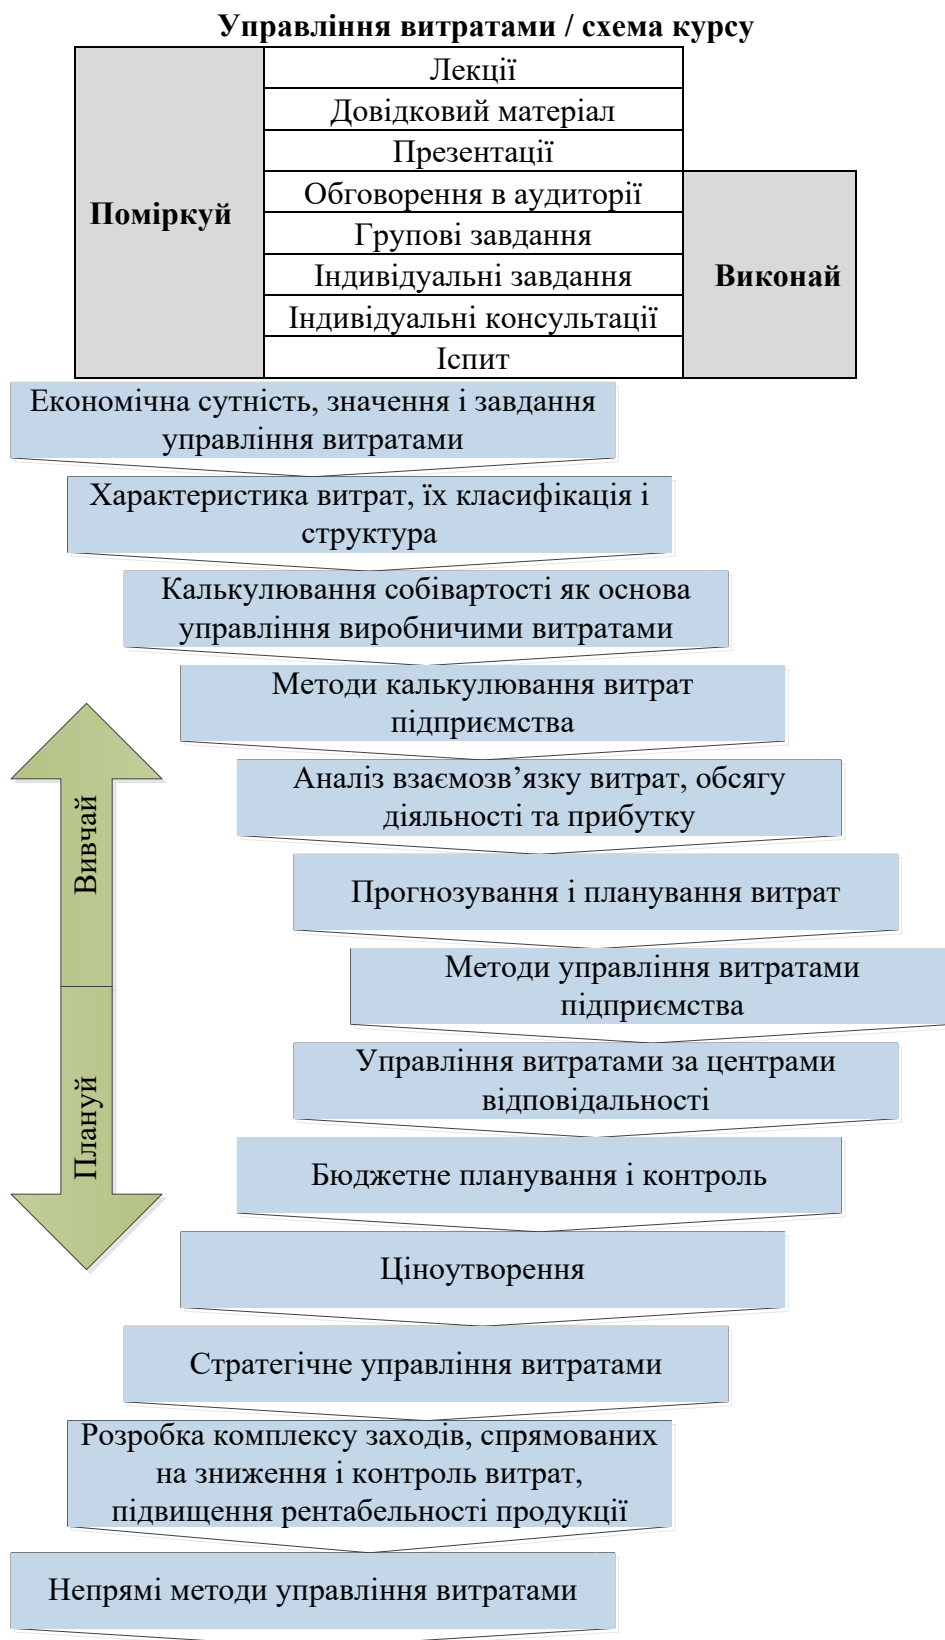 Управління витратами / схема курсу
Поміркуй
Лекції
Довідковий матеріал
Презентації
Обговорення в аудиторії
Групові завдання
Індивідуальні завдання
Індивідуальні консультації
Іспит
Виконай
Економічна сутність, значення і завдання
управління витратами
Характеристика витрат, їх класифікація і
структура
Калькулювання собівартості як основа
управління виробничими витратами
Методи калькулювання витрат
підприємства
Аналіз взаємозв’язку витрат, обсягу
діяльності та прибутку
Прогнозування і планування витрат
Методи управління витратами
підприємства
Управління витратами за центрами
відповідальності
Бюджетне планування і контроль
Ціноутворення
Стратегічне управління витратами
Розробка комплексу заходів, спрямованих
на зниження і контроль витрат,
підвищення рентабельності продукції
Непрямі методи управління витратами
Вивчай
Плануй